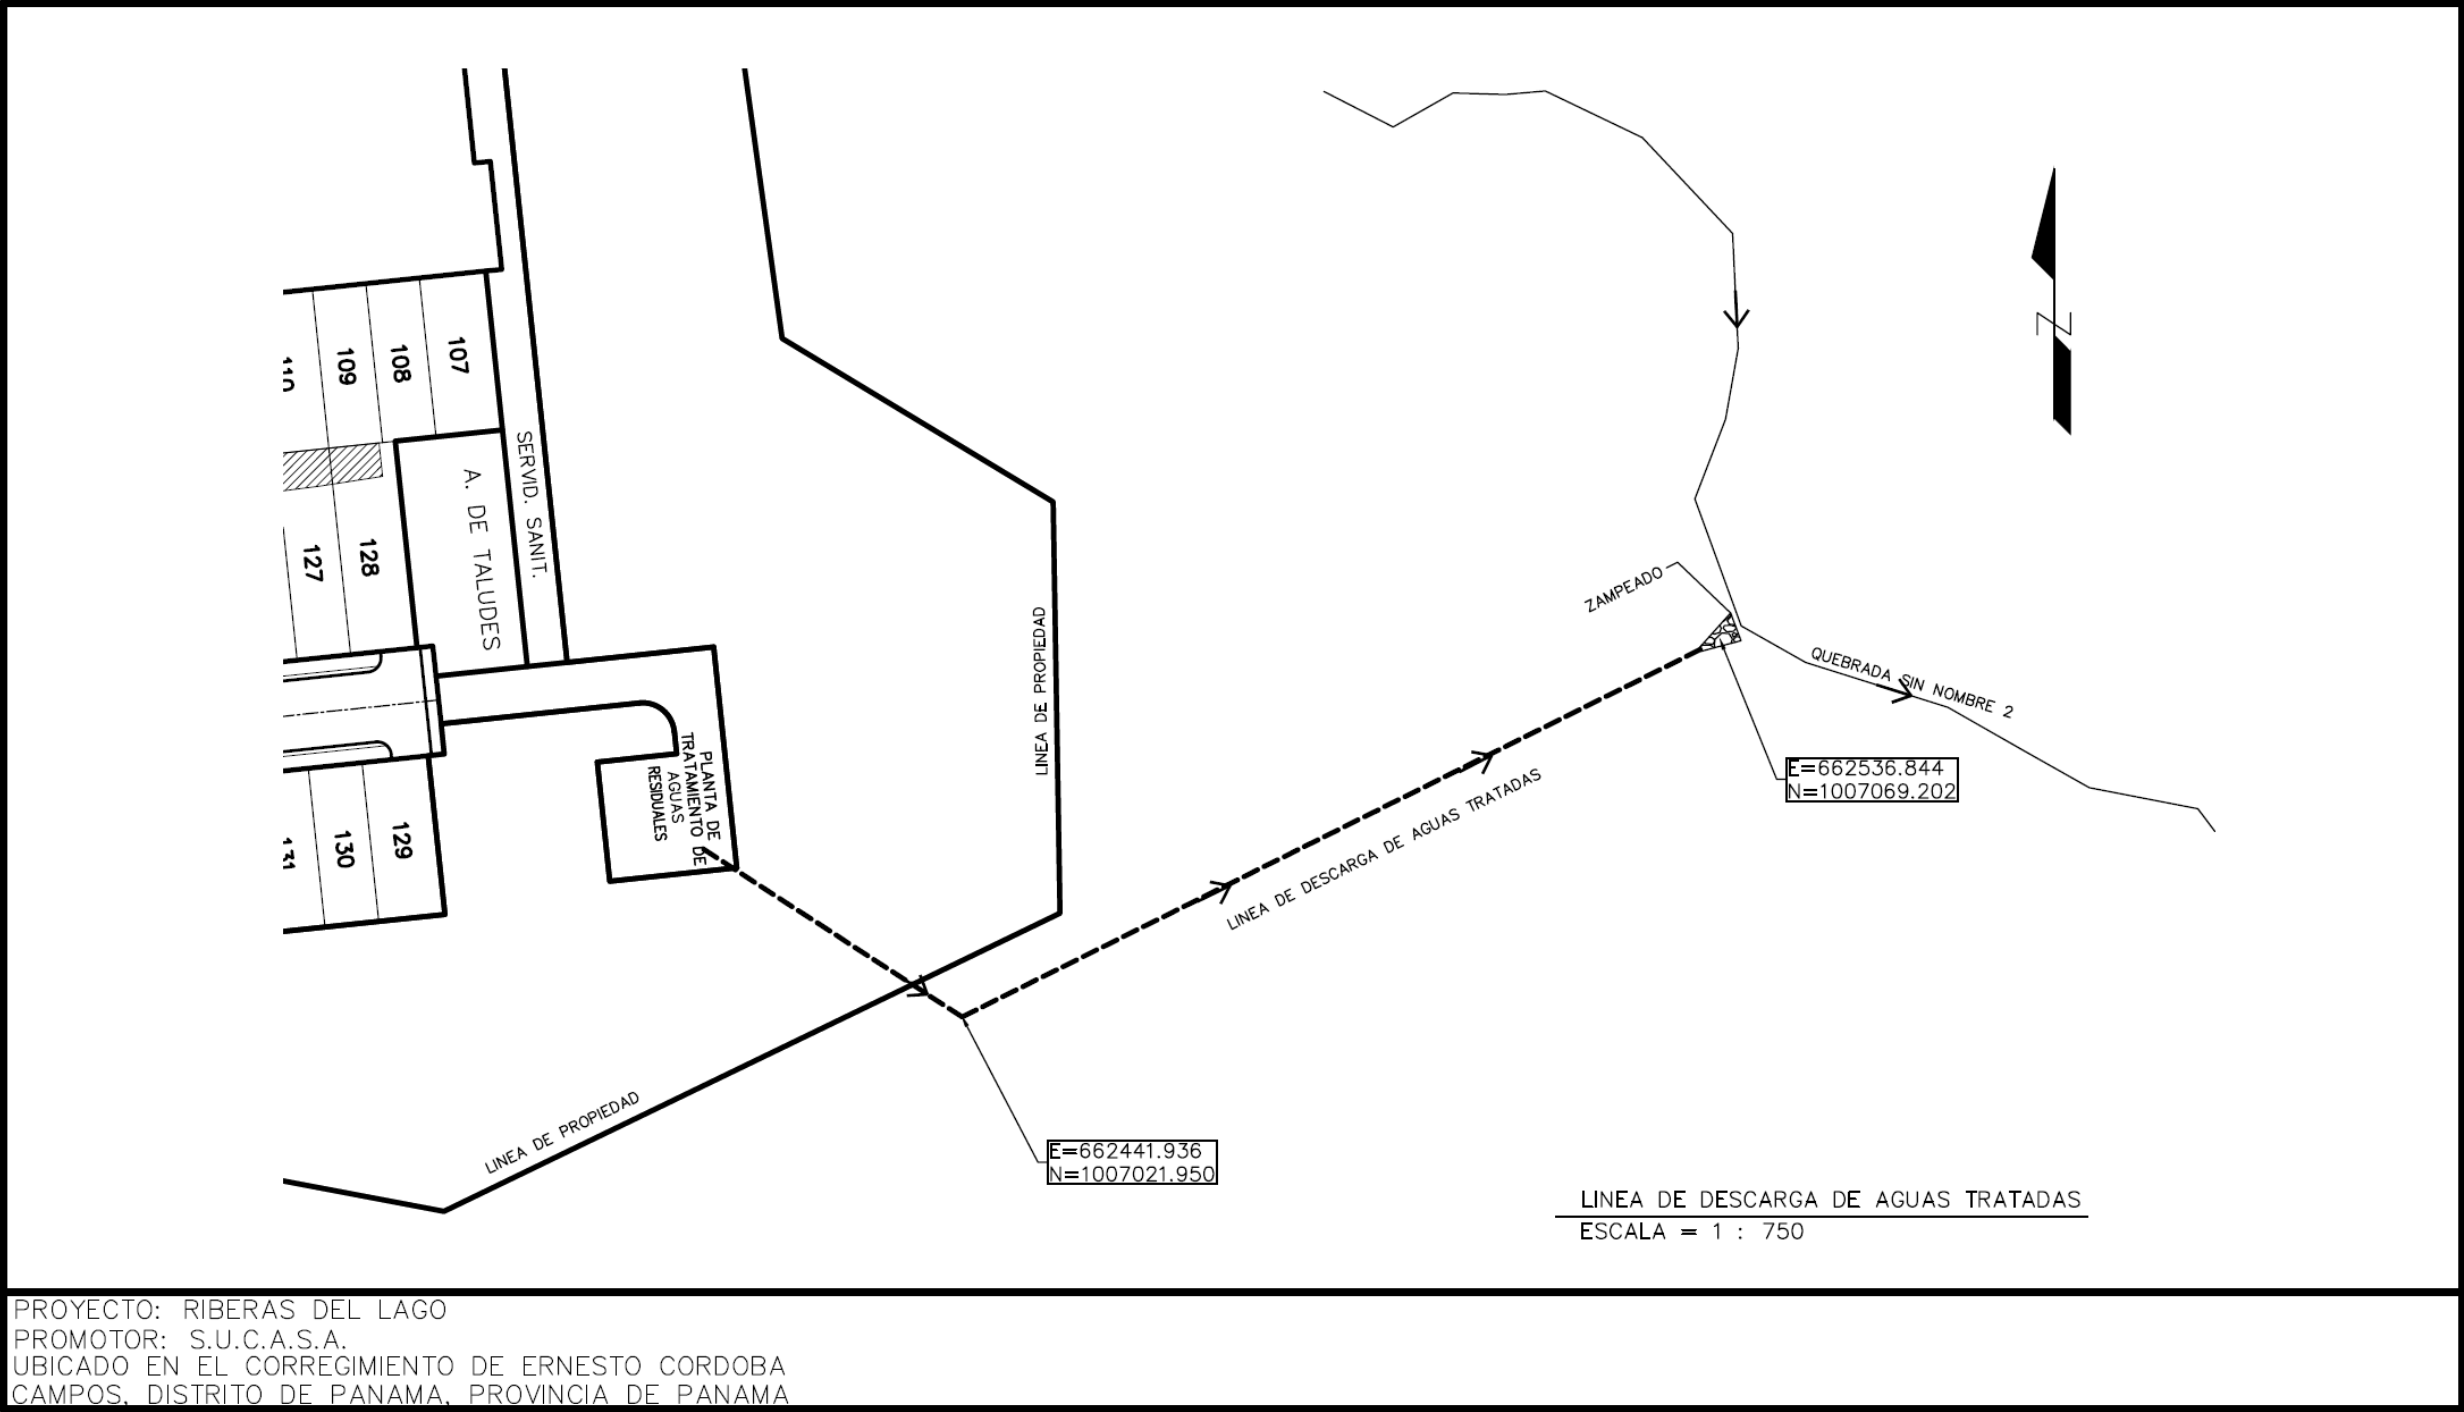 107
108
109
110
SERVID. SANIT.
A. DE TALUDES
128
127
PLANTA DE
TRATAMIENTO DE
AGUAS
RESIDUALES
129
130
131
LINEA DE PROPIEDAD
LINEA DE PROPIEDAD
ZAMPEADO
QUEBRADA SIN NOMBRE 2
N
E=662536.844
N=1007069.202
LINEA DE DESCARGA DE AGUAS TRATADAS
E=662441.936
N=1007021.950
LINEA DE DESCARGA DE AGUAS TRATADAS
ESCALA = 1 : 750
PROYECTO: RIBERAS DEL LAGO
PROMOTOR: S.U.C.A.S.A.
UBICADO EN EL CORREGIMIENTO DE ERNESTO CORDOBA
CAMPOS, DISTRITO DE PANAMA, PROVINCIA DE PANAMA